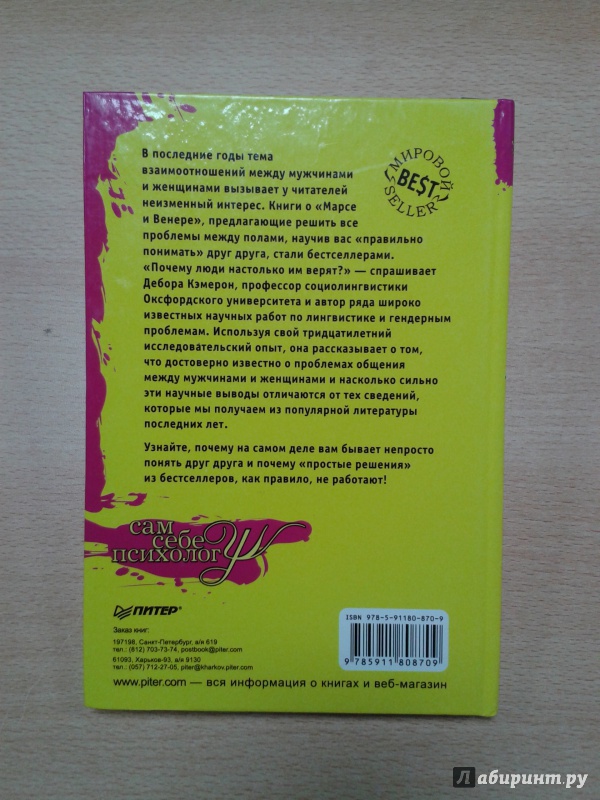 МИРОВОЙ
BE$T
SELLER
В последние годы тема
взаимоотношений между мужчинами
и женщинами вызывает у читателей
неизменный интерес. Книги о «Марсе
и Венере», предлагающие решить все
проблемы между полами, научив вас «правильно
понимать» друг друга, стали бестселлерами.
«Почему люди настолько им верят?» — спрашивает
Дебора Кэмерон, профессор социолингвистики
Оксфордского университета и автор ряда широко
известных научных работ по лингвистике и гендерным
проблемам. Используя свой тридцатилетний
исследовательский опыт, она рассказывает о том,
что достоверно известно о проблемах общения
между мужчинами и женщинами и насколько сильно
эти научные выводы отличаются от тех сведений,
которые мы получаем из популярной литературы
последних лет.
Узнайте, почему на самом деле вам бывает непросто
понять друг друга и почему «простые решения»
из бестселлеров, как правило, не работают!
сам
себе
психолог
ПИТЕР®
Заказ книг:
197198, Санкт-Петербург, а/я 619
тел.: (812) 703-73-74, postbook@piter.com
61093, Харьков-93, а/я 9130
тел.: (057) 712-27-05, piter@kharkov.piter.com
www.piter.com — вся информация о книгах и веб-магазин
ISBN 978-5-91180-870-9
9 785911 808709
лабиринт.ру